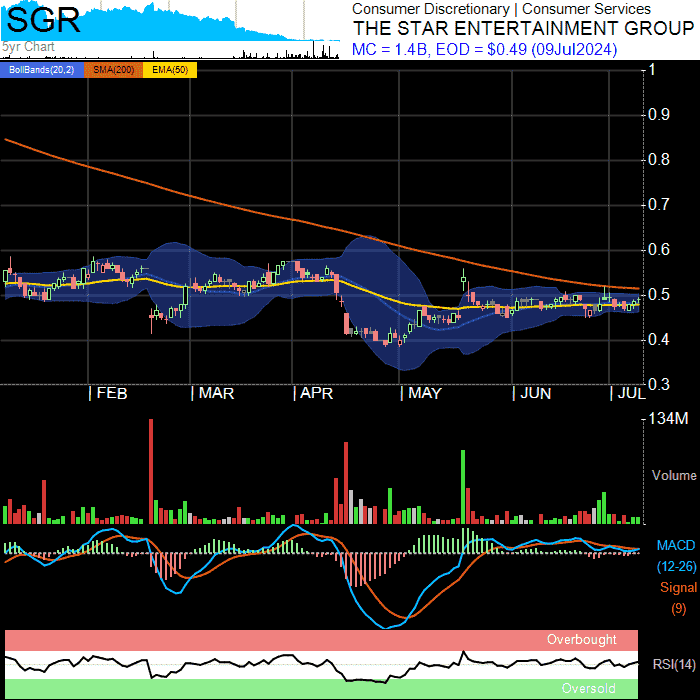 SGR
5yr Chart
Consumer Discretionary | Consumer Services
THE STAR ENTERTAINMENT GROUP
MC = 1.4B, EOD = $0.49 (09Jul2024)
BollBands(20,2) SMA(200) EMA(50)
1
0.9
0.8
0.7
0.6
0.5
0.4
0.3
| FEB | MAR | APR | MAY | JUN | JUL
134M
Volume
MACD
(12-26)
Signal
(9)
Overbought
RSI(14)
Oversold